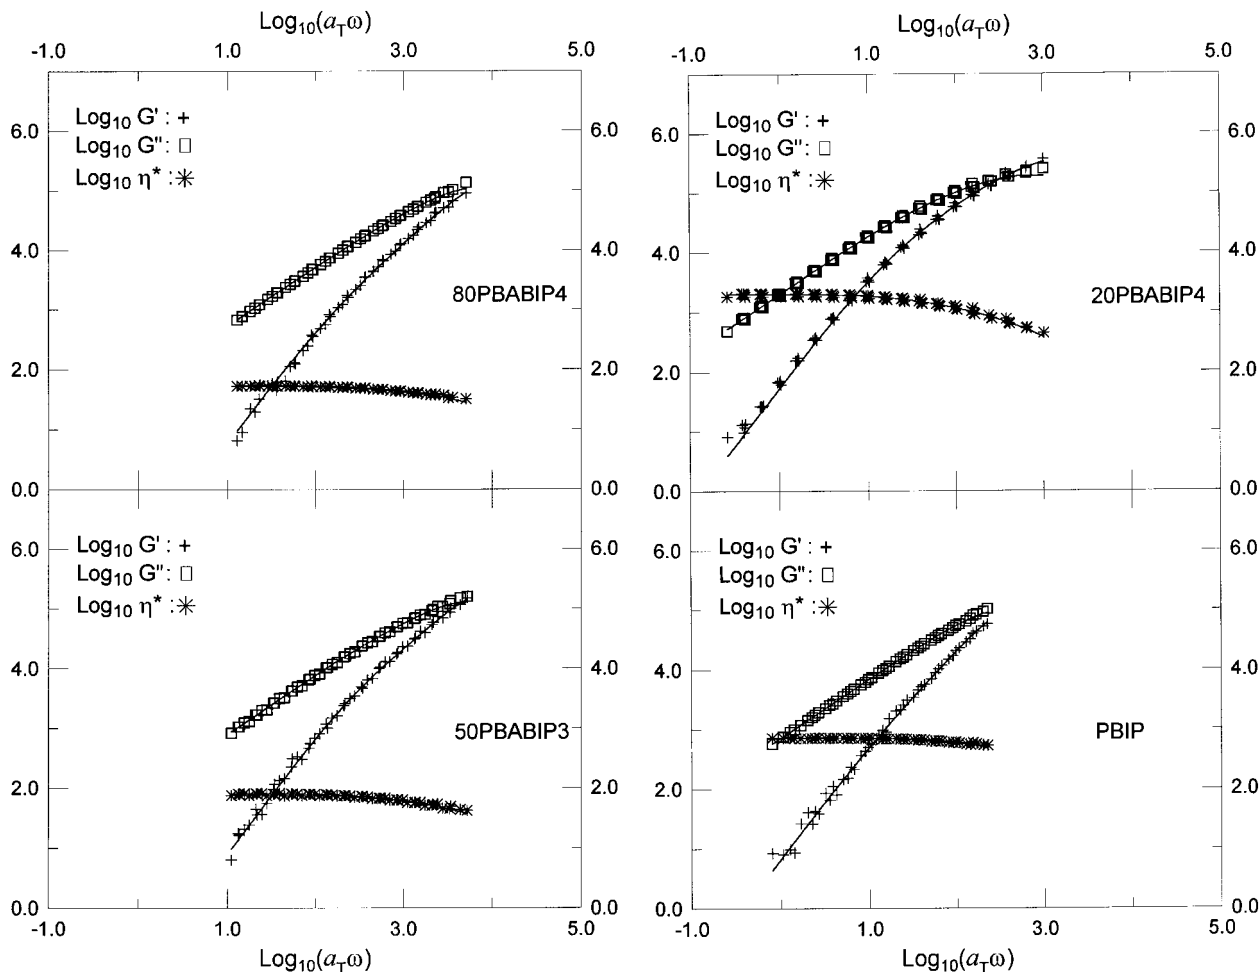 Log10(aTω)
-1.0 1.0 3.0 5.0
Log10 G' : +
Log10 G'' : □
Log10 η* : ✳
6.0 4.0 2.0 0.0
6.0 4.0 2.0 0.0
80PBABIP4
Log10(aTω)
-1.0 1.0 3.0 5.0
Log10 G' : +
Log10 G'' : □
Log10 η* : ✳
6.0 4.0 2.0 0.0
6.0 4.0 2.0 0.0
20PBABIP4
Log10 G' : +
Log10 G'' : □
Log10 η* : ✳
6.0 4.0 2.0 0.0
6.0 4.0 2.0 0.0
50PBABIP3
-1.0 1.0 3.0 5.0
Log10(aTω)
Log10 G' : +
Log10 G'' : □
Log10 η* : ✳
6.0 4.0 2.0 0.0
6.0 4.0 2.0 0.0
PBIP
-1.0 1.0 3.0 5.0
Log10(aTω)